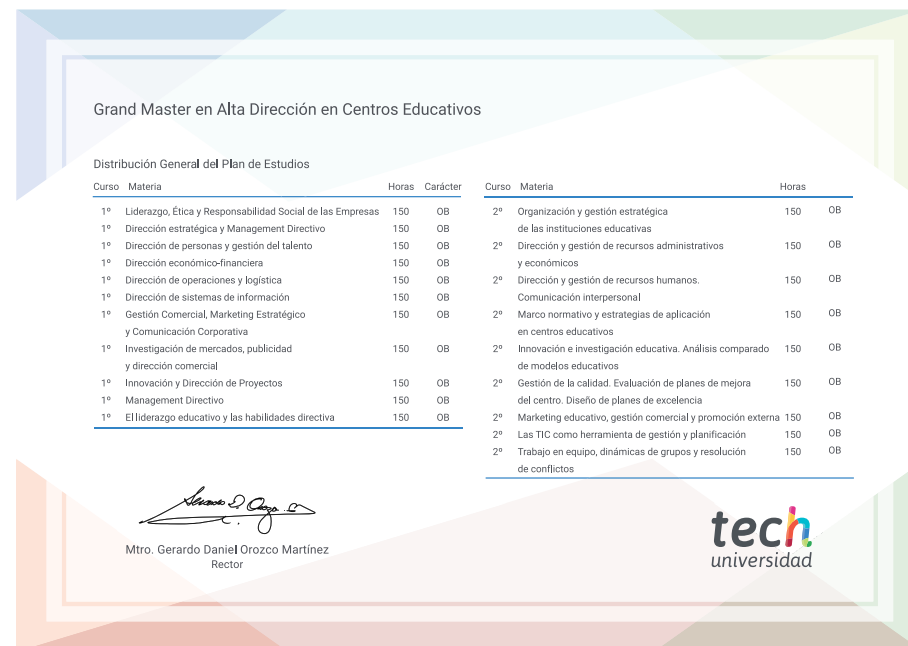 Grand Master en Alta Dirección en Centros Educativos
Distribución General del Plan de Estudios
Curso Materia Horas Carácter
1º Liderazgo, Ética y Responsabilidad Social de las Empresas 150 OB
1º Dirección estratégica y Management Directivo 150 OB
1º Dirección de personas y gestión del talento 150 OB
1º Dirección económico-financiera 150 OB
1º Dirección de operaciones y logística 150 OB
1º Dirección de sistemas de información 150 OB
1º Gestión Comercial, Marketing Estratégico 150 OB
y Comunicación Corporativa
1º Investigación de mercados, publicidad 150 OB
y dirección comercial
1º Innovación y Dirección de Proyectos 150 OB
1º Management Directivo 150 OB
1º El liderazgo educativo y las habilidades directiva 150 OB
Curso Materia Horas
2º Organización y gestión estratégica 150 OB
de las instituciones educativas
2º Dirección y gestión de recursos administrativos 150 OB
y económicos
2º Dirección y gestión de recursos humanos. 150 OB
Comunicación interpersonal
2º Marco normativo y estrategias de aplicación 150 OB
en centros educativos
2º Innovación e investigación educativa. Análisis comparado 150 OB
de modelos educativos
2º Gestión de la calidad. Evaluación de planes de mejora 150 OB
del centro. Diseño de planes de excelencia
2º Marketing educativo, gestión comercial y promoción externa 150 OB
2º Las TIC como herramienta de gestión y planificación 150 OB
2º Trabajo en equipo, dinámicas de grupos y resolución 150 OB
de conflictos
Mtro. Gerardo Daniel Orozco Martínez
Rector
tech
universidad